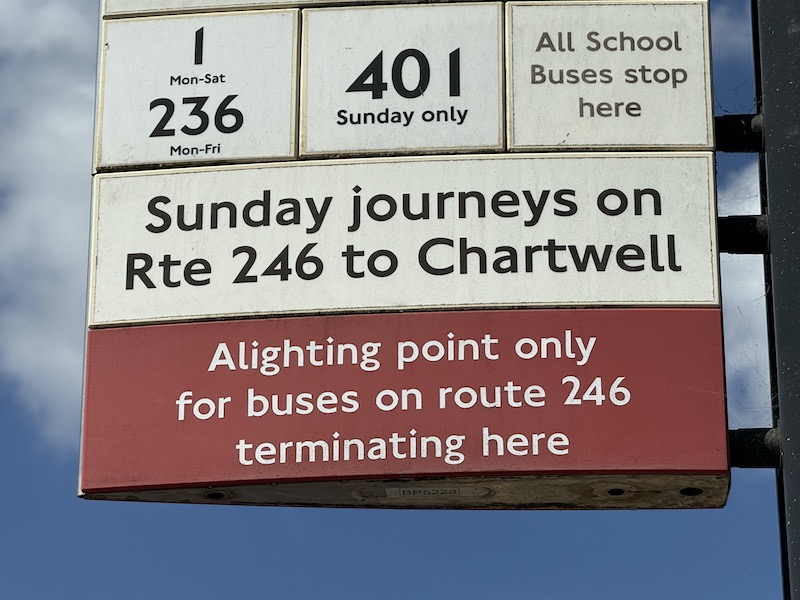 1
Mon-Sat
236
Mon-Fri
401
Sunday only
All School
Buses stop
here
Sunday journeys on
Rte 246 to Chartwell
Alighting point only
for buses on route 246
terminating here
BP5228